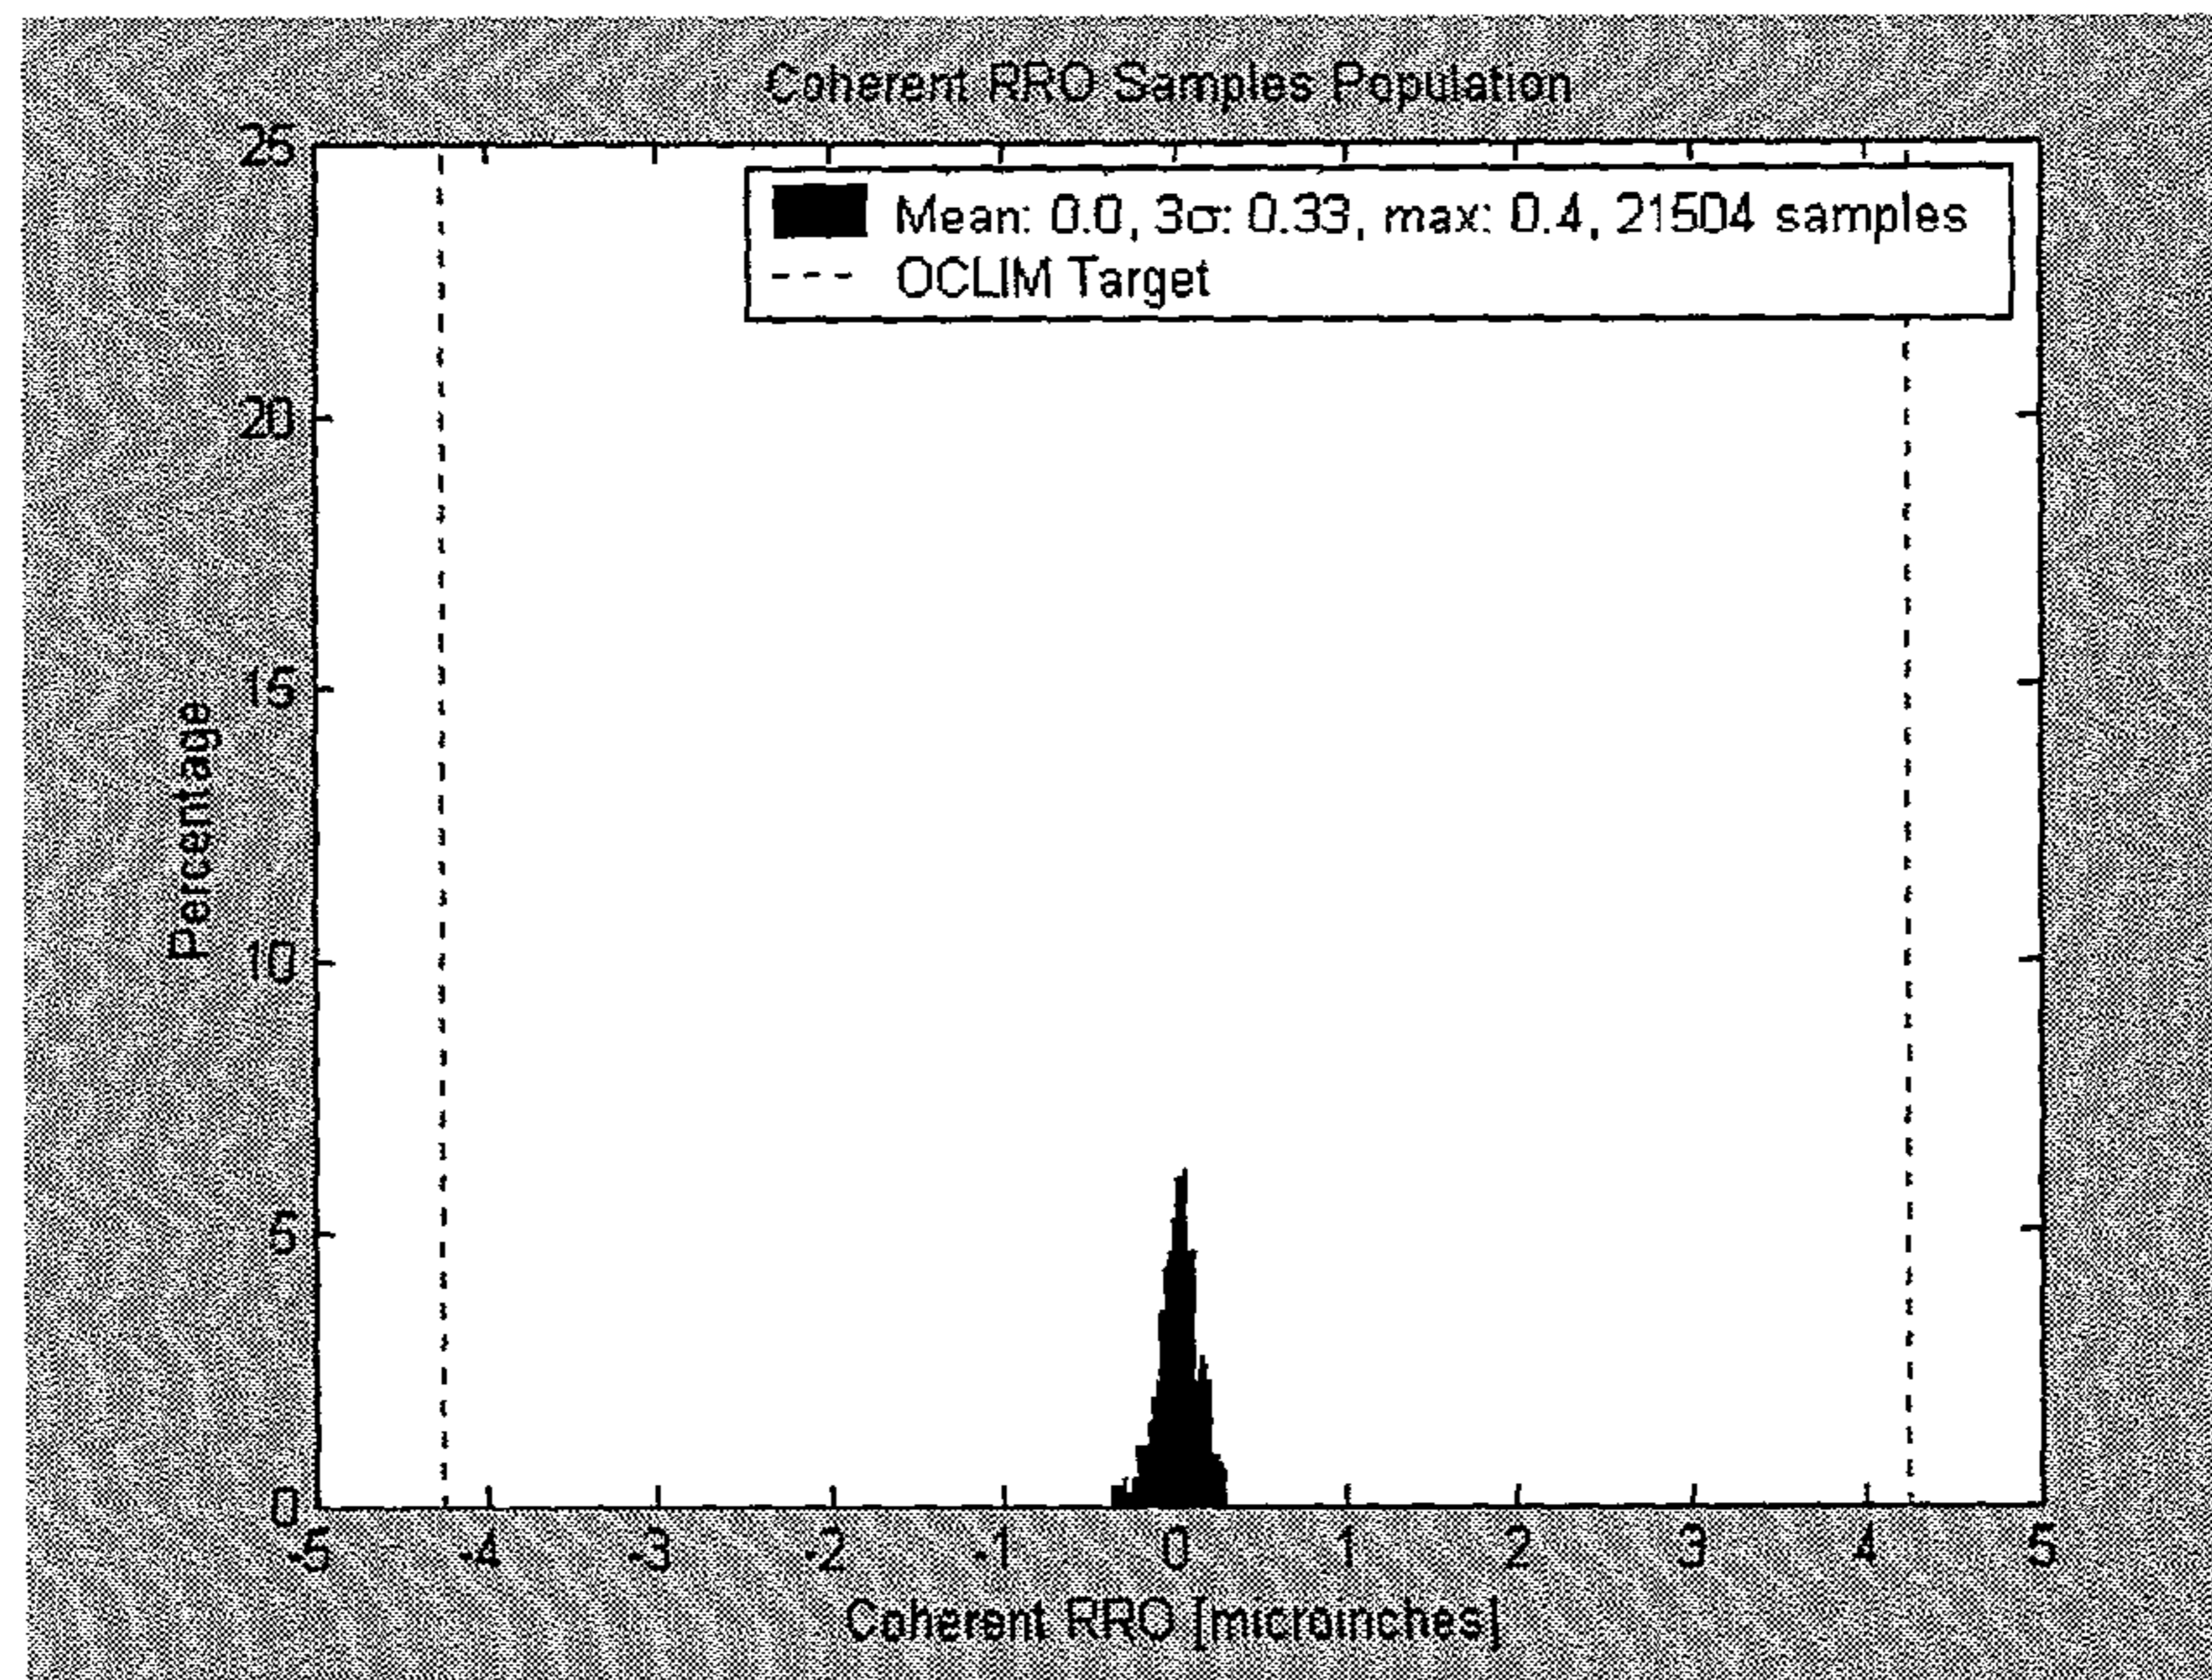 Coherent RRO Samples Population
Mean: 0.0, 3σ: 0.33, max: 0.4, 21504 samples
OCLIM Target
25
20
15
10
5
0
Percentage
-5 -4 -3 -2 -1 0 1 2 3 4 5
Coherent RRO [microinches]